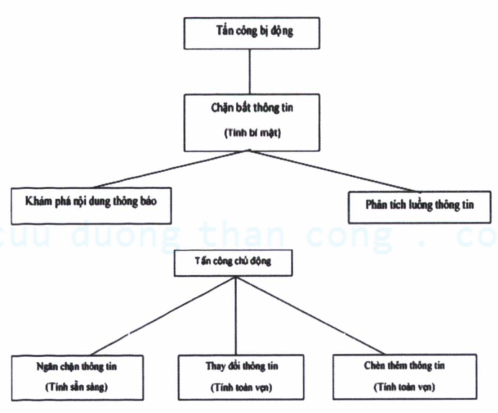 Tấn công bị động
Chặn bắt thông tin
(Tính bí mật)
Khám phá nội dung thông báo
Phân tích luồng thông tin
cuu duong than cong . co
Tấn công chủ động
Ngăn chặn thông tin
(Tính sẵn sàng)
Thay đổi thông tin
(Tính toàn vẹn)
Chèn thêm thông tin
(Tính toàn vẹn)